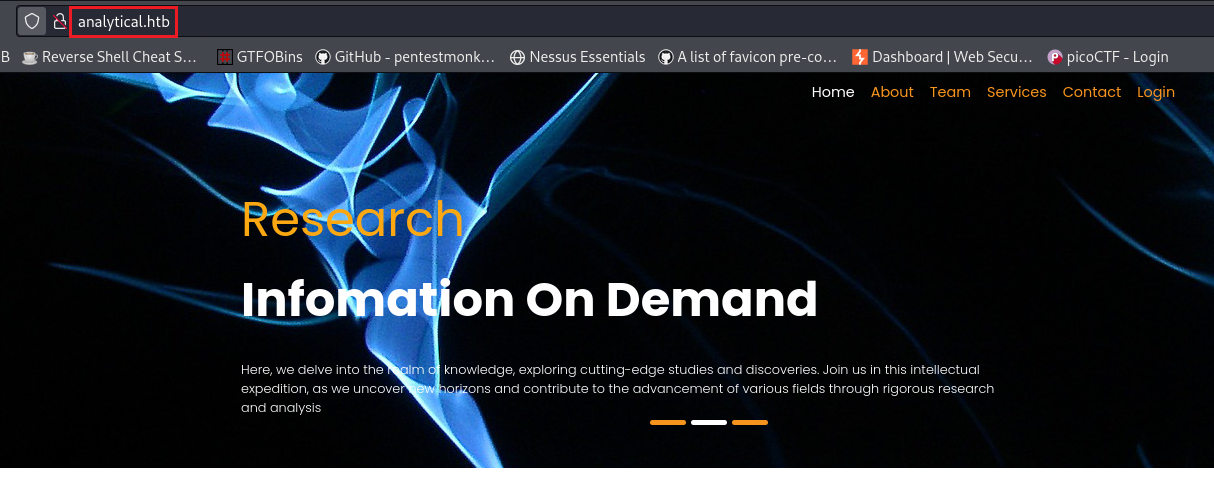 analytical.htb
B Reverse Shell Cheat S… GTFOBins GitHub - pentestmonk… Nessus Essentials A list of favicon pre-co… Dashboard | Web Secu… picoCTF - Login
Home About Team Services Contact Login
Research
Infomation On Demand
Here, we delve into the realm of knowledge, exploring cutting-edge studies and discoveries. Join us in this intellectual
expedition, as we uncover new horizons and contribute to the advancement of various fields through rigorous research
and analysis